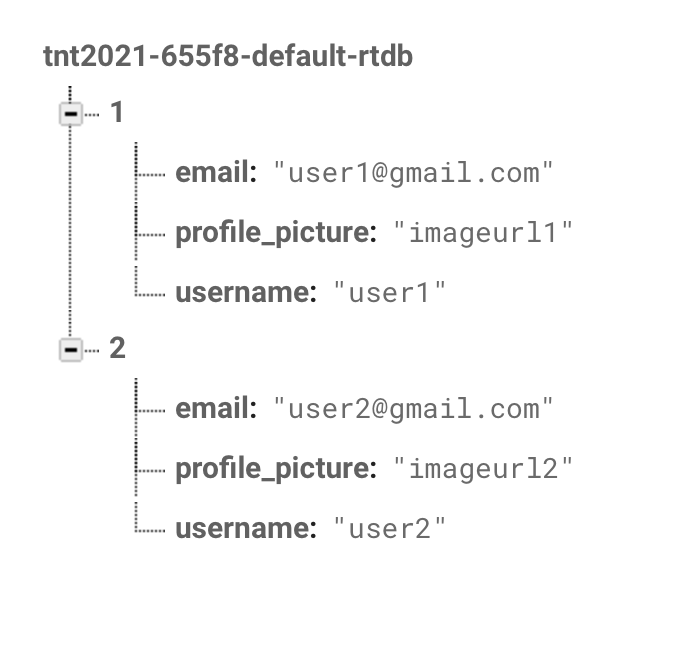 tnt2021-655f8-default-rtdb
1
email: "user1@gmail.com"
profile_picture: "imageurl1"
username: "user1"
2
email: "user2@gmail.com"
profile_picture: "imageurl2"
username: "user2"